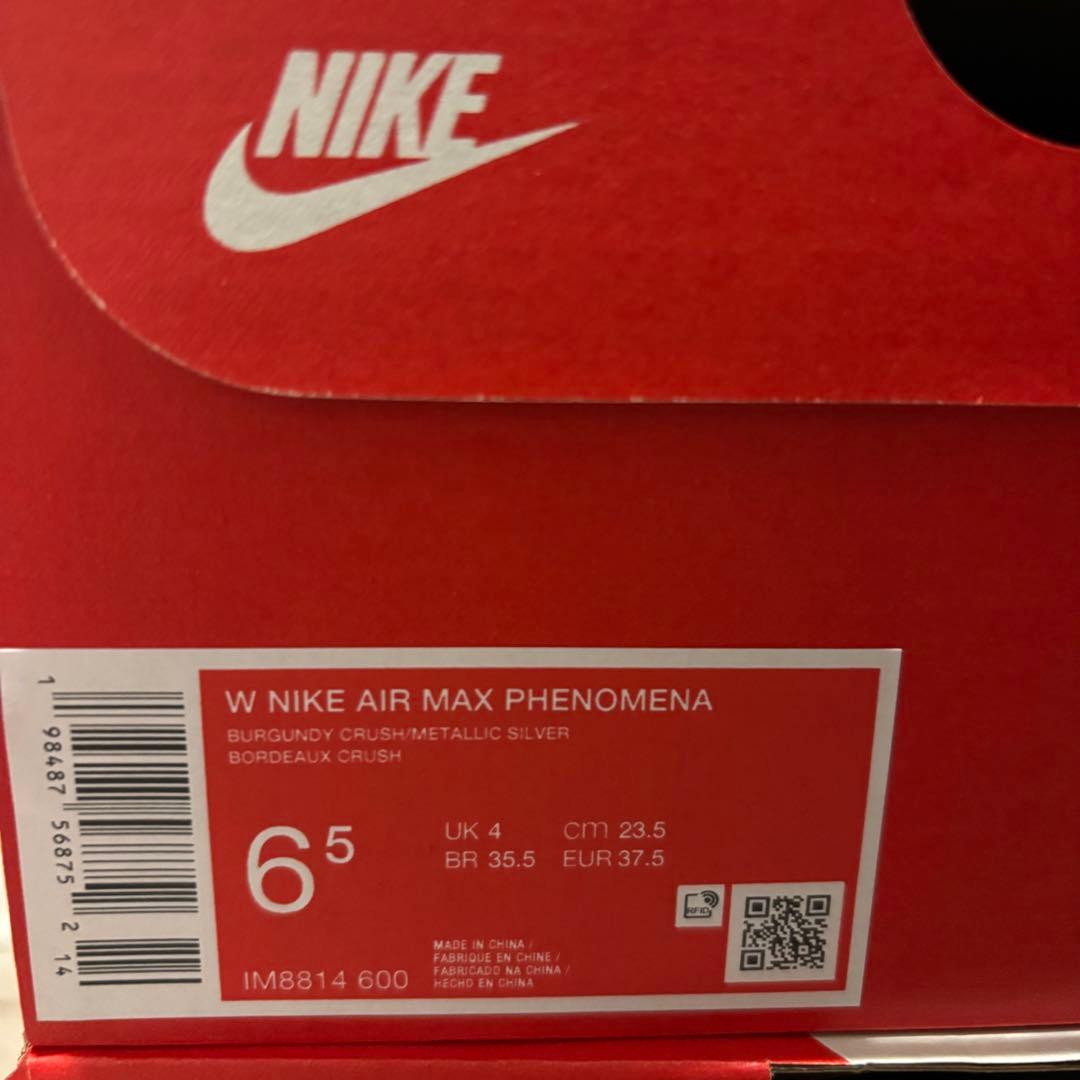 NIKE
W NIKE AIR MAX PHENOMENA
BURGUNDY CRUSH/METALLIC SILVER
BORDEAUX CRUSH
6 5
UK 4 cm 23.5
BR 35.5 EUR 37.5
RFID
IM8814 600
MADE IN CHINA /
FABRIQUE EN CHINE /
FABRICADO NA CHINA /
HECHO EN CHINA
1 98487 56875 2 14